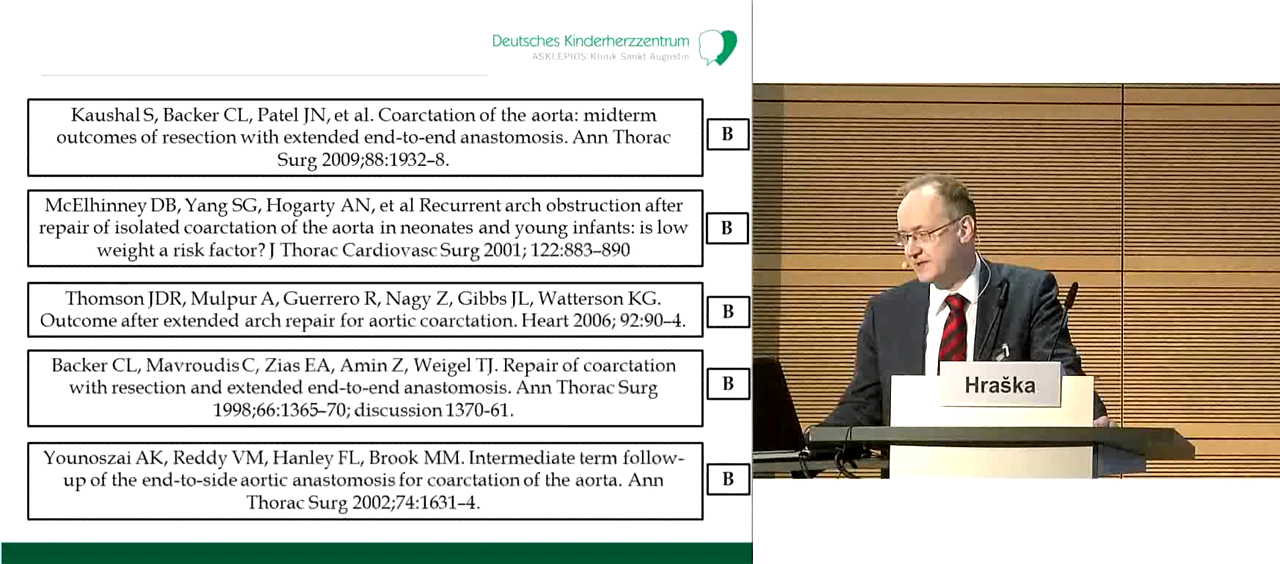 Deutsches Kinderherzzentrum
ASKLEPIOS Klinik Sankt Augustin
Kaushal S, Backer CL, Patel JN, et al. Coarctation of the aorta: midterm
outcomes of resection with extended end-to-end anastomosis. Ann Thorac
Surg 2009;88:1932–8.
B
McElhinney DB, Yang SG, Hogarty AN, et al Recurrent arch obstruction after
repair of isolated coarctation of the aorta in neonates and young infants: is low
weight a risk factor? J Thorac Cardiovasc Surg 2001; 122:883–890
B
Thomson JDR, Mulpur A, Guerrero R, Nagy Z, Gibbs JL, Watterson KG.
Outcome after extended arch repair for aortic coarctation. Heart 2006; 92:90–4.
B
Backer CL, Mavroudis C, Zias EA, Amin Z, Weigel TJ. Repair of coarctation
with resection and extended end-to-end anastomosis. Ann Thorac Surg
1998;66:1365–70; discussion 1370-61.
B
Younoszai AK, Reddy VM, Hanley FL, Brook MM. Intermediate term follow-
up of the end-to-side aortic anastomosis for coarctation of the aorta. Ann
Thorac Surg 2002;74:1631–4.
B
Hraška